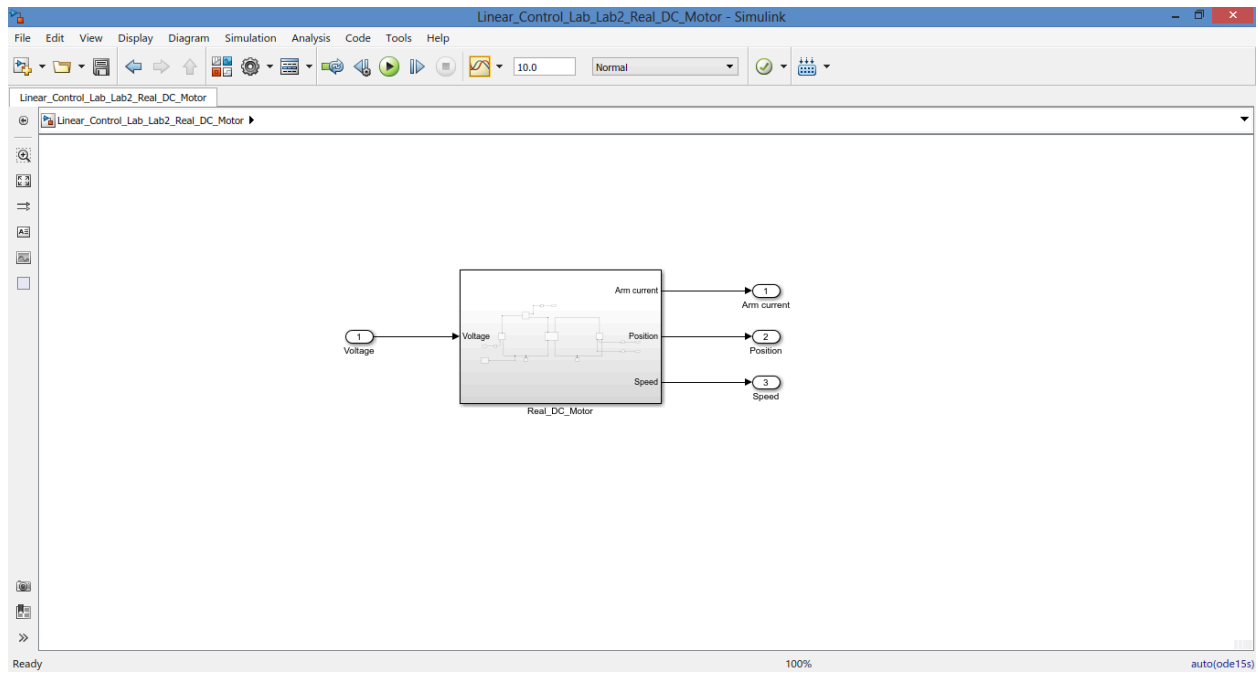 Linear_Control_Lab_Lab2_Real_DC_Motor - Simulink
File Edit View Display Diagram Simulation Analysis Code Tools Help
10.0 Normal
Linear_Control_Lab_Lab2_Real_DC_Motor
Linear_Control_Lab_Lab2_Real_DC_Motor
Arm current
1
Arm current
1
Voltage
Voltage
Position
2
Position
Speed
3
Speed
Real_DC_Motor
Ready 100% auto(ode15s)